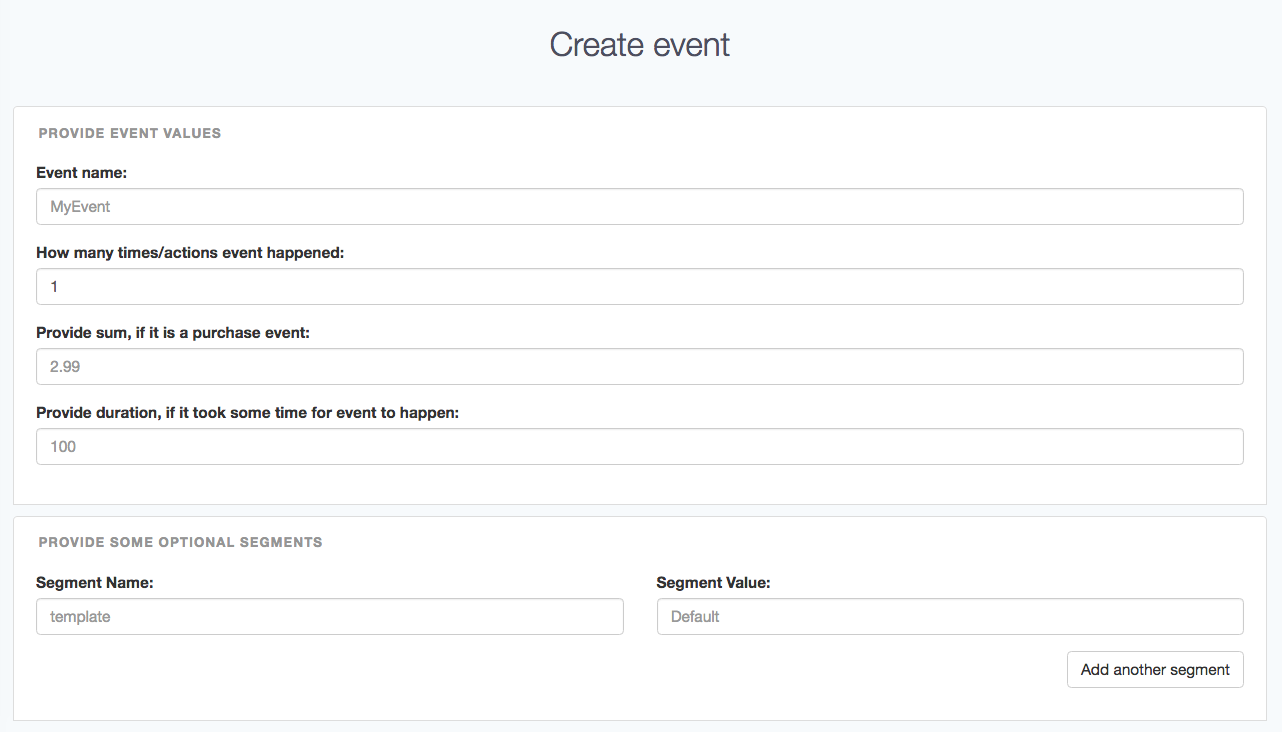 Create event
PROVIDE EVENT VALUES
Event name:
MyEvent
How many times/actions event happened:
1
Provide sum, if it is a purchase event:
2.99
Provide duration, if it took some time for event to happen:
100
PROVIDE SOME OPTIONAL SEGMENTS
Segment Name: Segment Value:
template Default
Add another segment